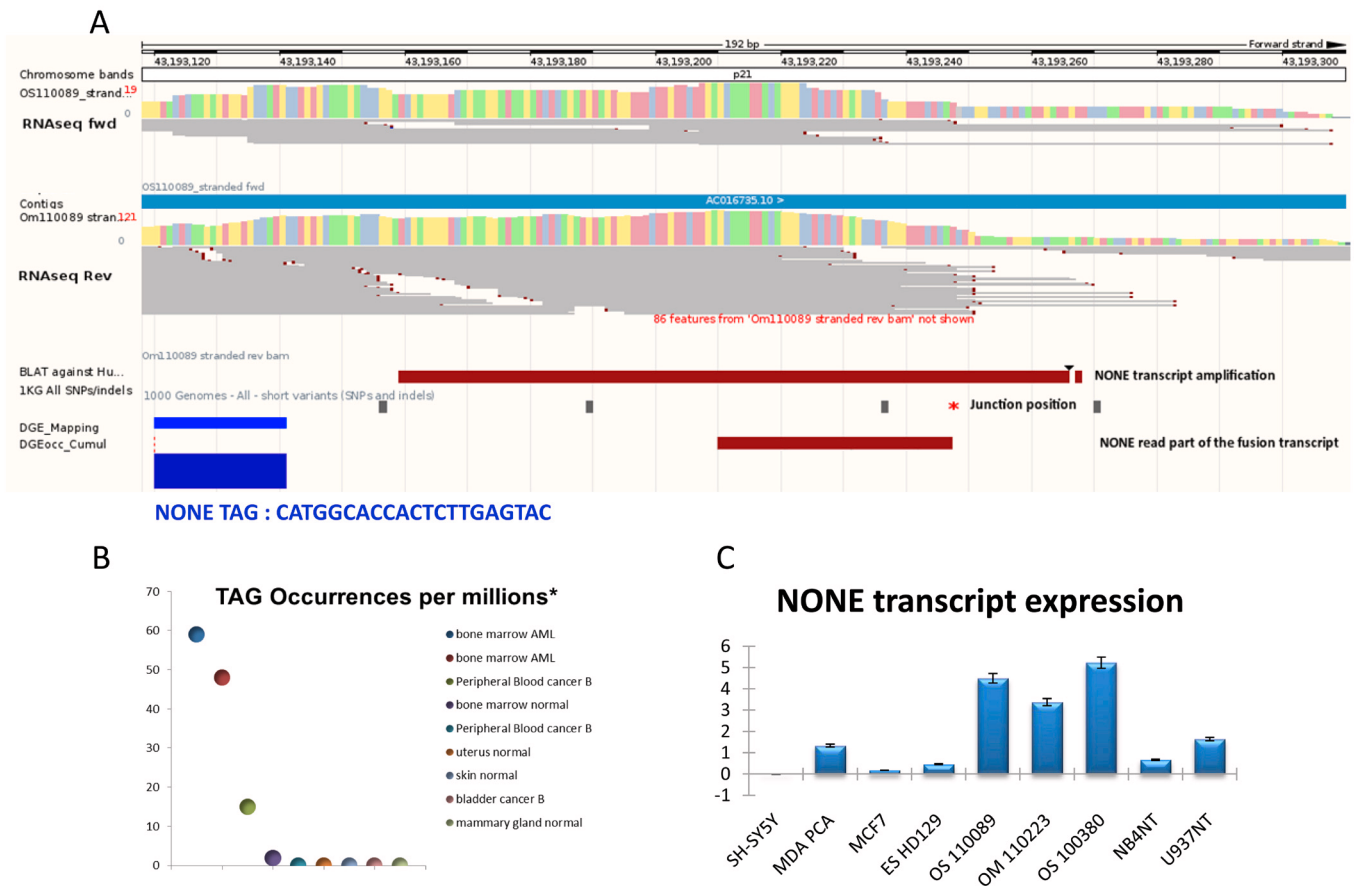 A
192 bp
Forward strand
43,193,120 43,193,140 43,193,160 43,193,180 43,193,200 43,193,220 43,193,240 43,193,260 43,193,280 43,193,300
Chromosome bands
p21
OS110089_strand...
19
0
RNAseq fwd
OS110089_stranded fwd
Contigs
AC016735.10 >
Om110089 stran...
121
0
RNAseq Rev
86 features from 'Om110089 stranded rev bam' not shown
Om110089 stranded rev bam
BLAT against Hu...
NONE transcript amplification
1KG All SNPs/indels
1000 Genomes - All - short variants (SNPs and indels)
* Junction position
DGE_Mapping
DGEocc_Cumul
NONE read part of the fusion transcript
NONE TAG : CATGGCACCACTCTTGAGTAC
B
TAG Occurrences per millions*
70
60
50
40
30
20
10
0
bone marrow AML
bone marrow AML
Peripheral Blood cancer B
bone marrow normal
Peripheral Blood cancer B
uterus normal
skin normal
bladder cancer B
mammary gland normal
C
NONE transcript expression
6
5
4
3
2
1
0
-1
SH-SY5Y
MDA PCA
MCF7
ES HD129
OS 110089
OM 110223
OS 100380
NB4NT
U937NT